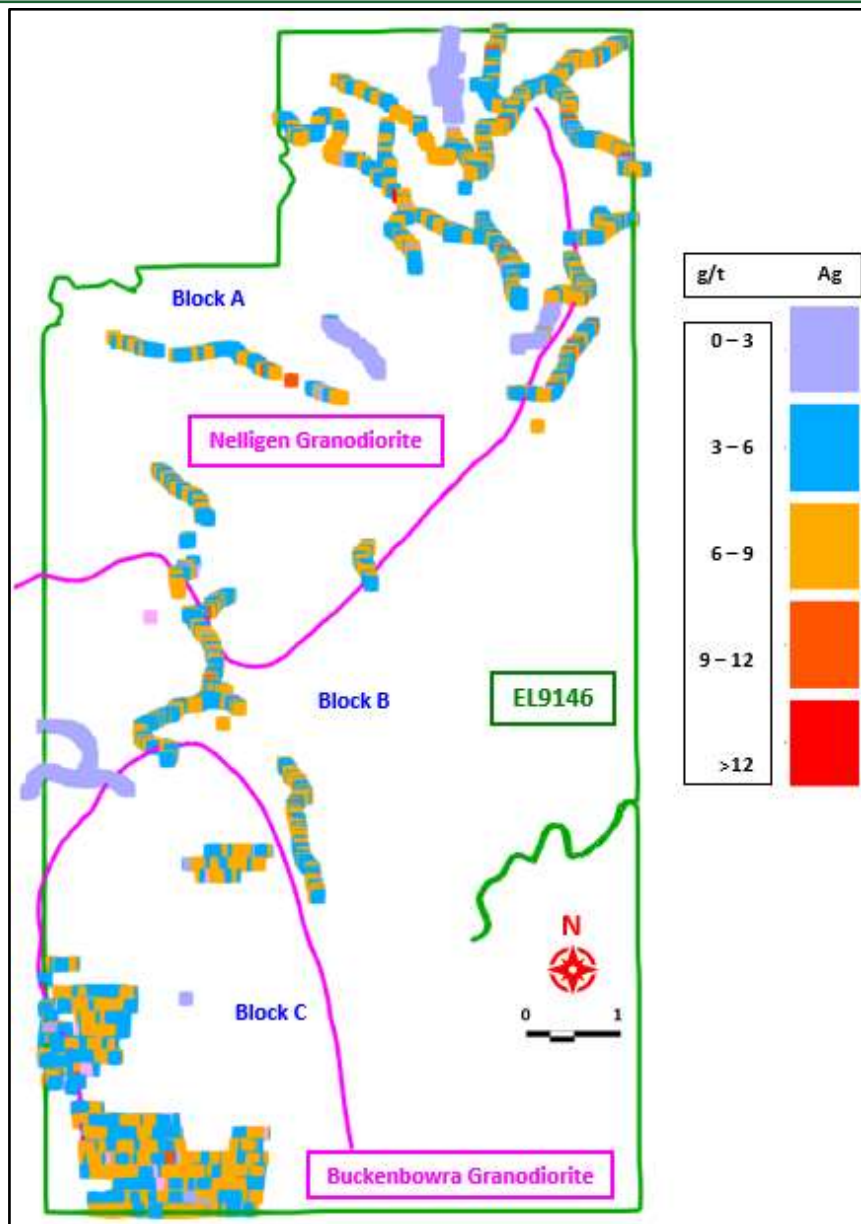 Block A
Nelligen Granodiorite
Block B
EL9146
N
0 1
Block C
Buckenbowra Granodiorite
g/t Ag
0 – 3
3 – 6
6 – 9
9 – 12
>12